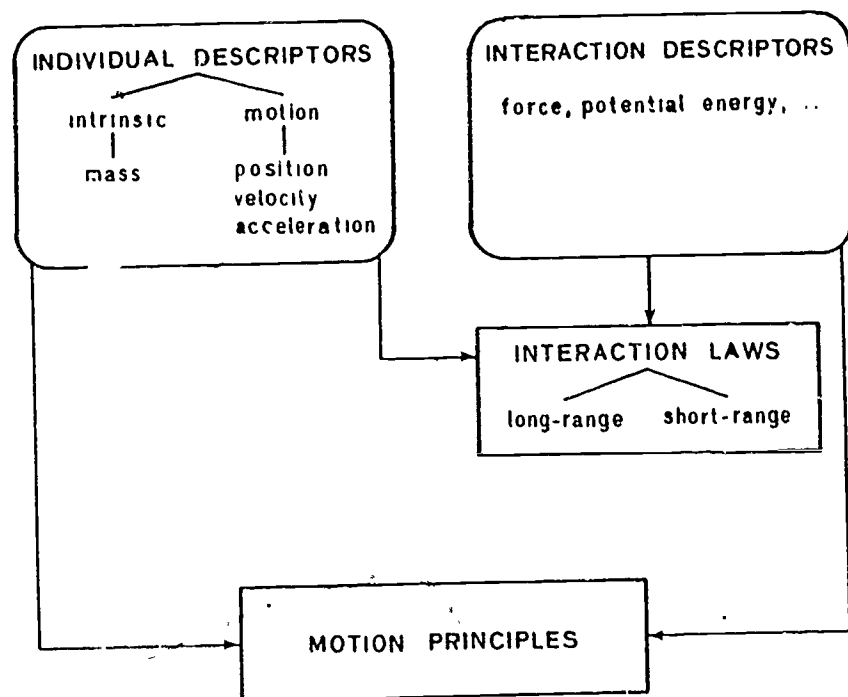 INDIVIDUAL DESCRIPTORS
intrinsic motion
mass position
velocity
acceleration
INTERACTION DESCRIPTORS
force, potential energy, ..
INTERACTION LAWS
long-range short-range
MOTION PRINCIPLES